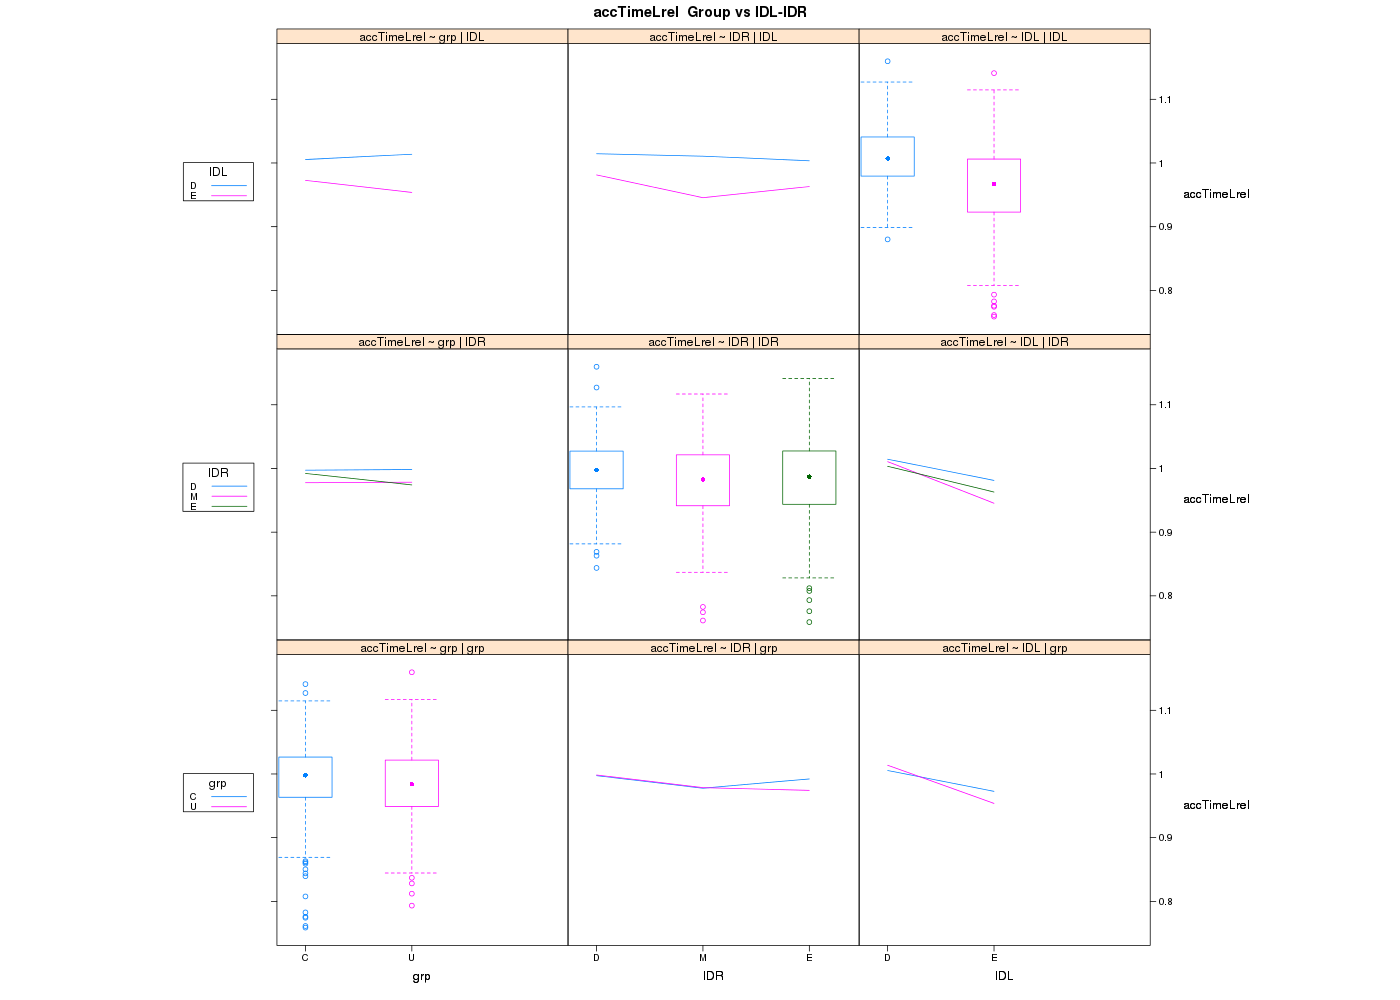 accTimeLrel  Group vs IDL-IDR
accTimeLrel ~ grp | IDL
accTimeLrel ~ IDR | IDL
accTimeLrel ~ IDL | IDL
1.1
1
0.9
0.8
IDL
D
E
accTimeLrel
accTimeLrel ~ grp | IDR
accTimeLrel ~ IDR | IDR
accTimeLrel ~ IDL | IDR
1.1
1
0.9
0.8
IDR
D
M
E
accTimeLrel
accTimeLrel ~ grp | grp
accTimeLrel ~ IDR | grp
accTimeLrel ~ IDL | grp
1.1
1
0.9
0.8
grp
C
U
accTimeLrel
C U D M E D E
grp IDR IDL